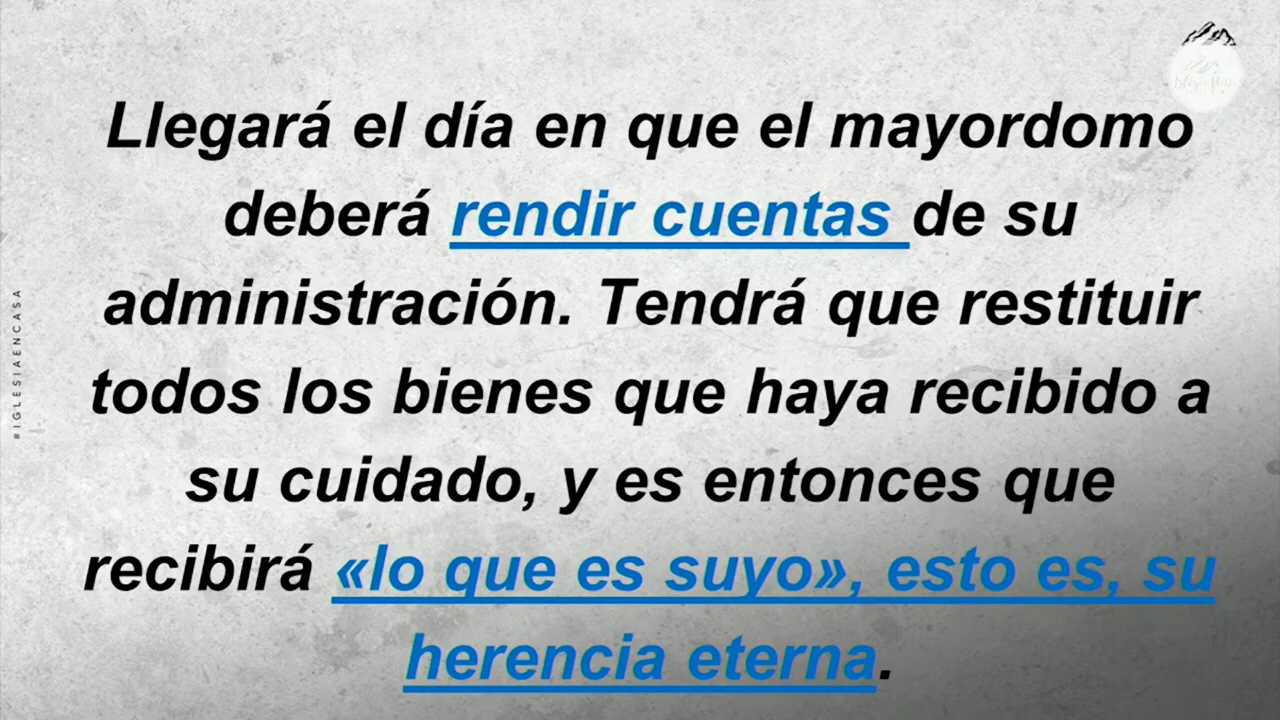 Llegará el día en que el mayordomo
deberá rendir cuentas de su
administración. Tendrá que restituir
todos los bienes que haya recibido a
su cuidado, y es entonces que
recibirá «lo que es suyo», esto es, su
herencia eterna.
#IGLESIAENCASA